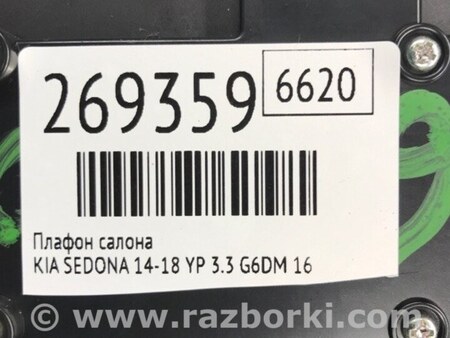 269359
6620
Плафон салона
KIA SEDONA 14-18 YP 3.3 G6DM 16
© www.razborki.com